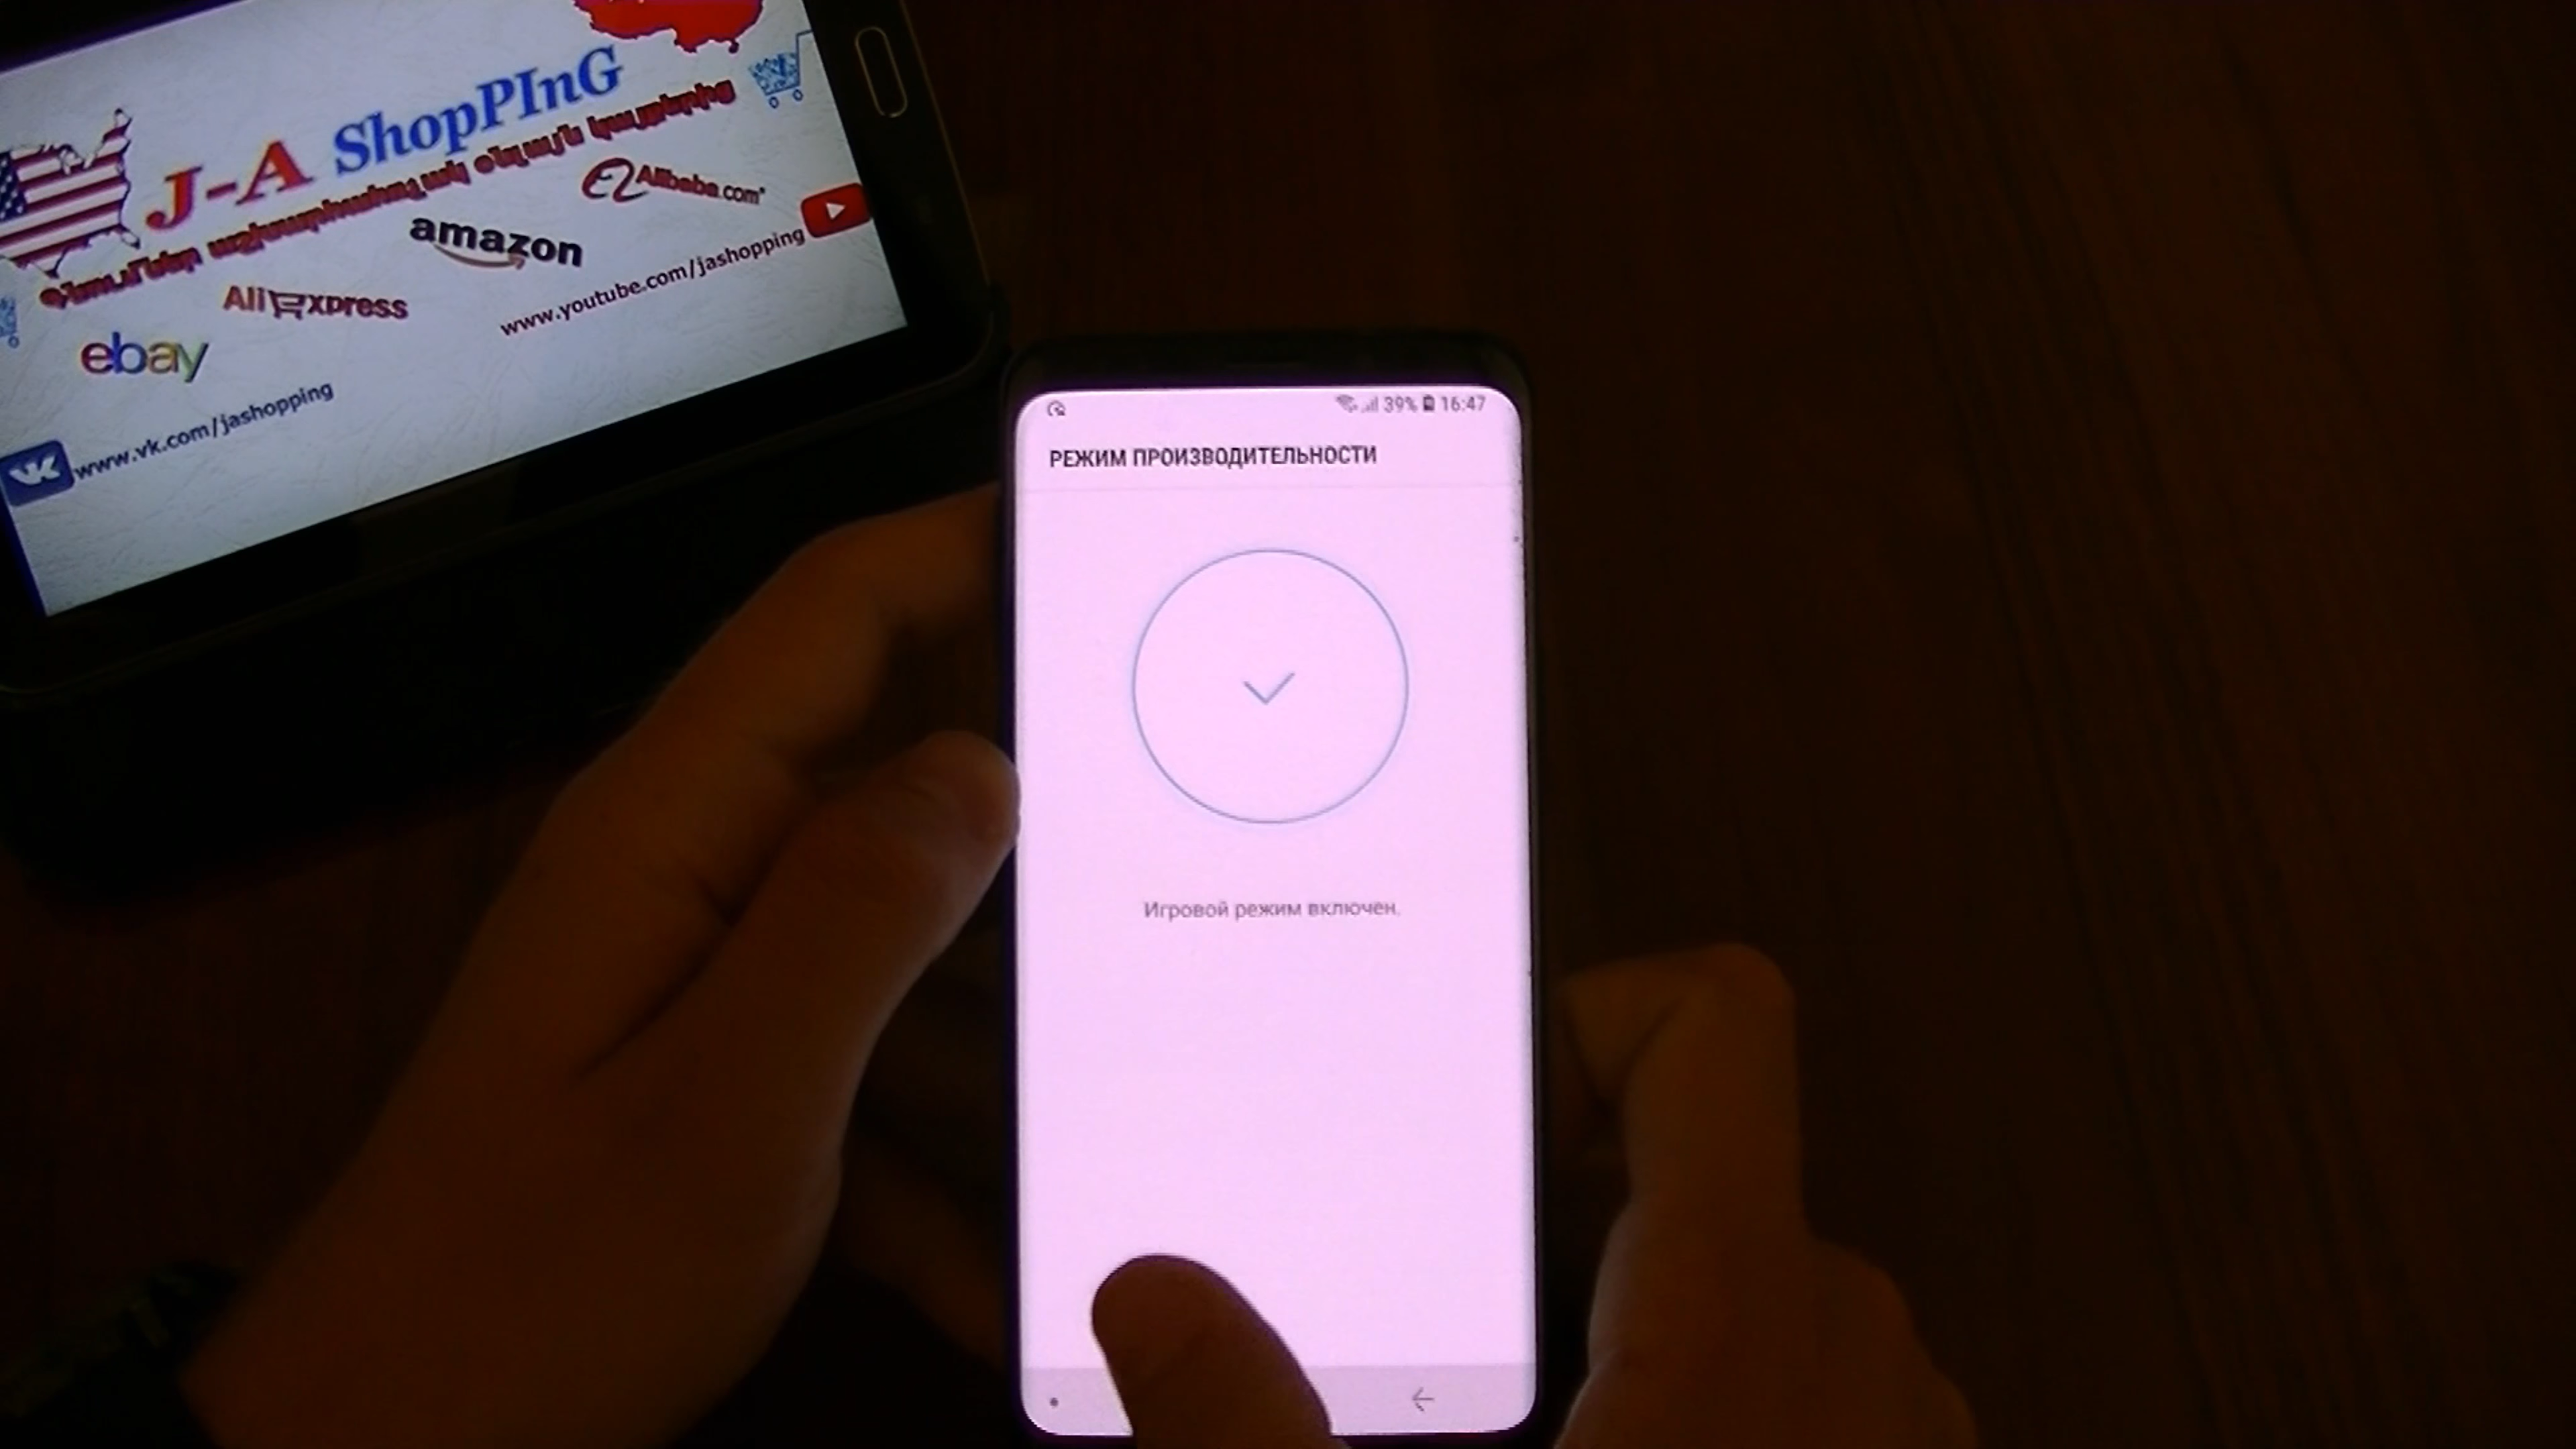 J-A ShopPInG
Alibaba.com
amazon
AliExpress
www.youtube.com/jashopping
ebay
www.vk.com/jashopping
39% 16:47
РЕЖИМ ПРОИЗВОДИТЕЛЬНОСТИ
Игровой режим включен.